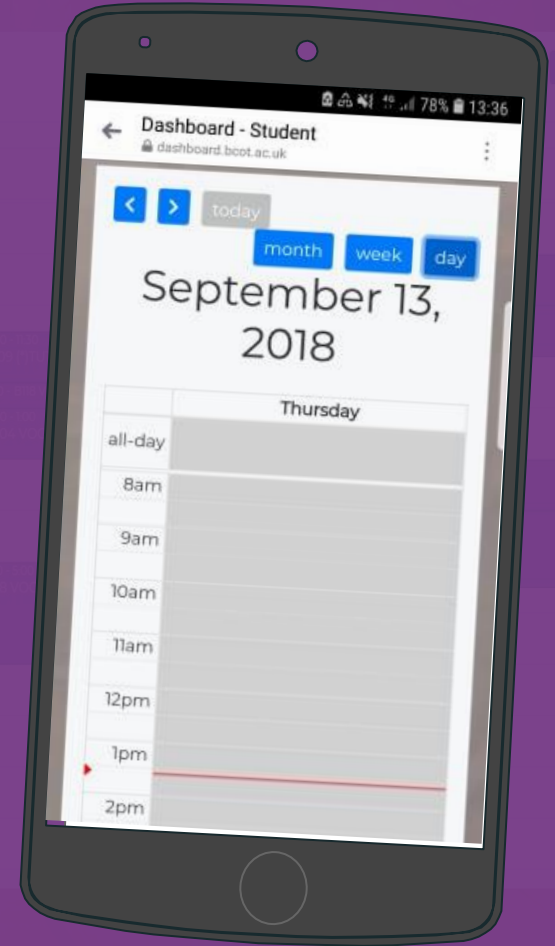 4G 78% 13:36
Dashboard - Student
dashboard.bcot.ac.uk
today
month week day
September 13,
2018
Thursday
all-day
8am
9am
10am
11am
12pm
1pm
2pm